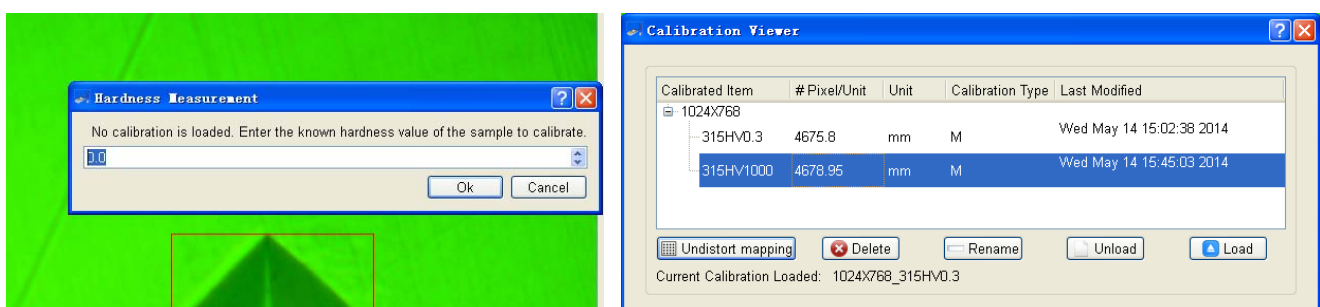 Hardness Measurement
No calibration is loaded. Enter the known hardness value of the sample to calibrate.
0.0
Ok Cancel
Calibration Viewer
Calibrated Item # Pixel/Unit Unit Calibration Type Last Modified
1024X768
315HV0.3 4675.8 mm M Wed May 14 15:02:38 2014
315HV1000 4678.95 mm M Wed May 14 15:45:03 2014
Undistort mapping Delete Rename Unload Load
Current Calibration Loaded: 1024X768_315HV0.3